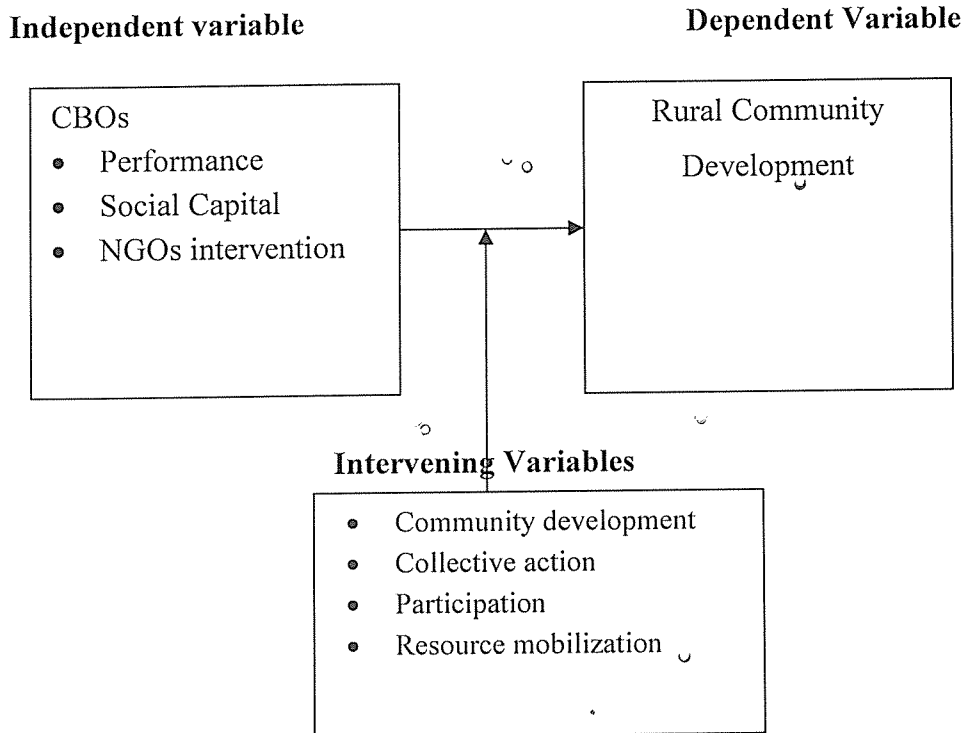 Independent variable
Dependent Variable
CBOs
• Performance
• Social Capital
• NGOs intervention
Rural Community
Development
Intervening Variables
• Community development
• Collective action
• Participation
• Resource mobilization